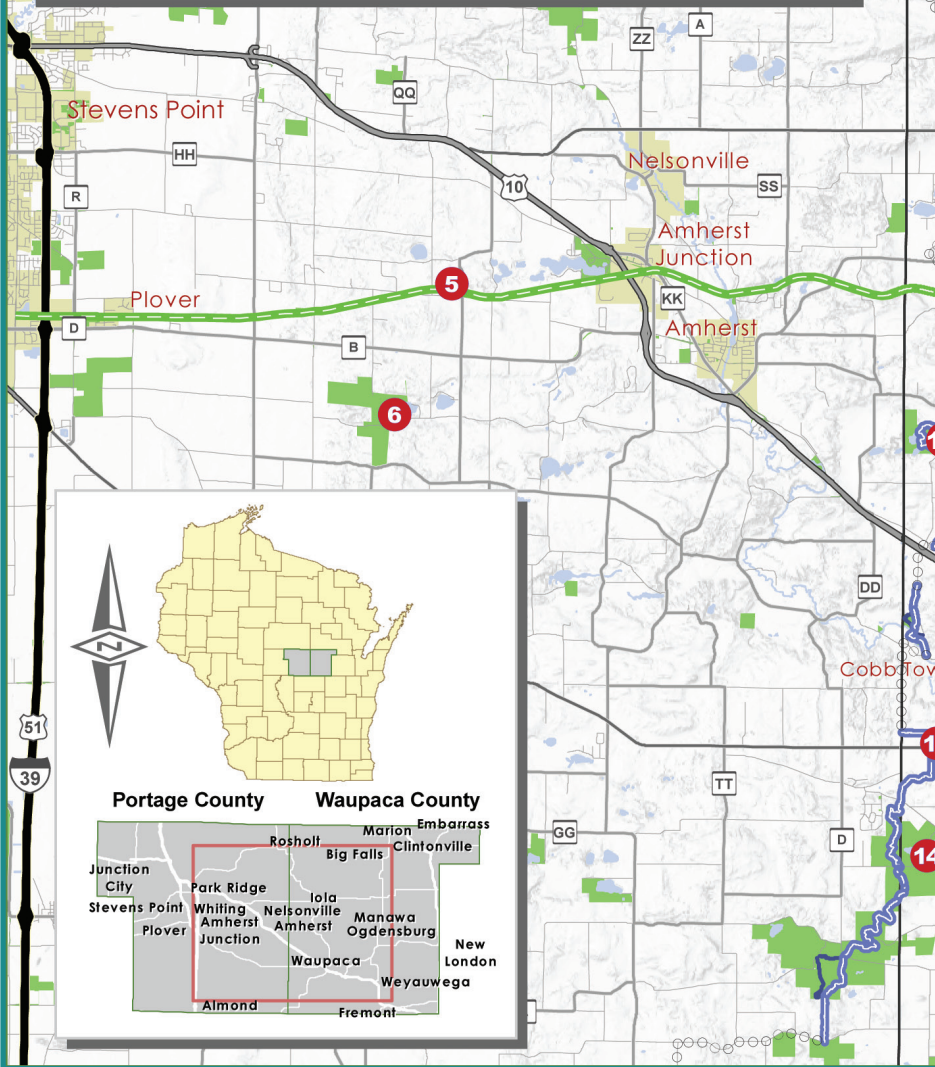 ZZ
A
QQ
Stevens Point
HH
Nelsonville
10
SS
R
Amherst
Junction
5
Plover
KK
D
Amherst
B
6
DD
N
51
39
TT
GG
D
14
Portage County
Waupaca County
Embarrass
Marion
Rosholt
Clintonville
Big Falls
Junction
City
Park Ridge
Iola
Stevens Point
Whiting
Nelsonville
Manawa
Amherst
Amherst
Ogdensburg
Plover
Junction
New
London
Waupaca
Weyauwega
Almond
Fremont